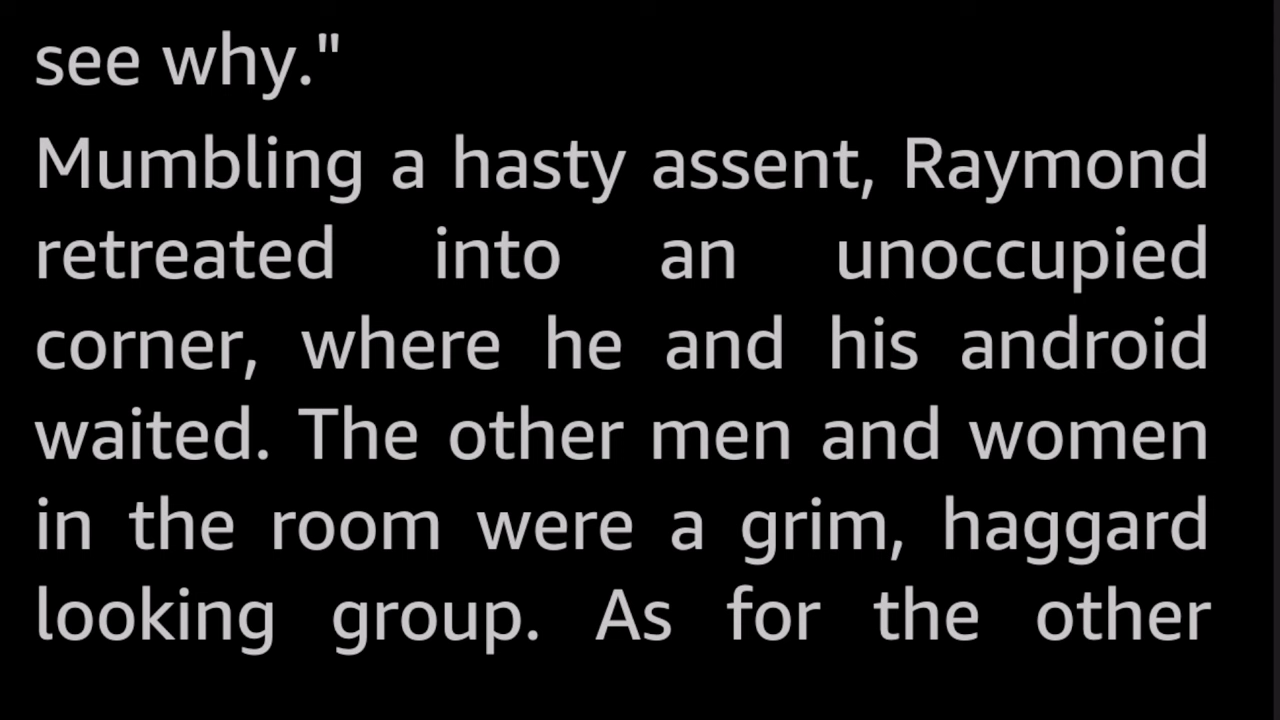 see why."
Mumbling a hasty assent, Raymond
retreated into an unoccupied
corner, where he and his android
waited. The other men and women
in the room were a grim, haggard
looking group. As for the other